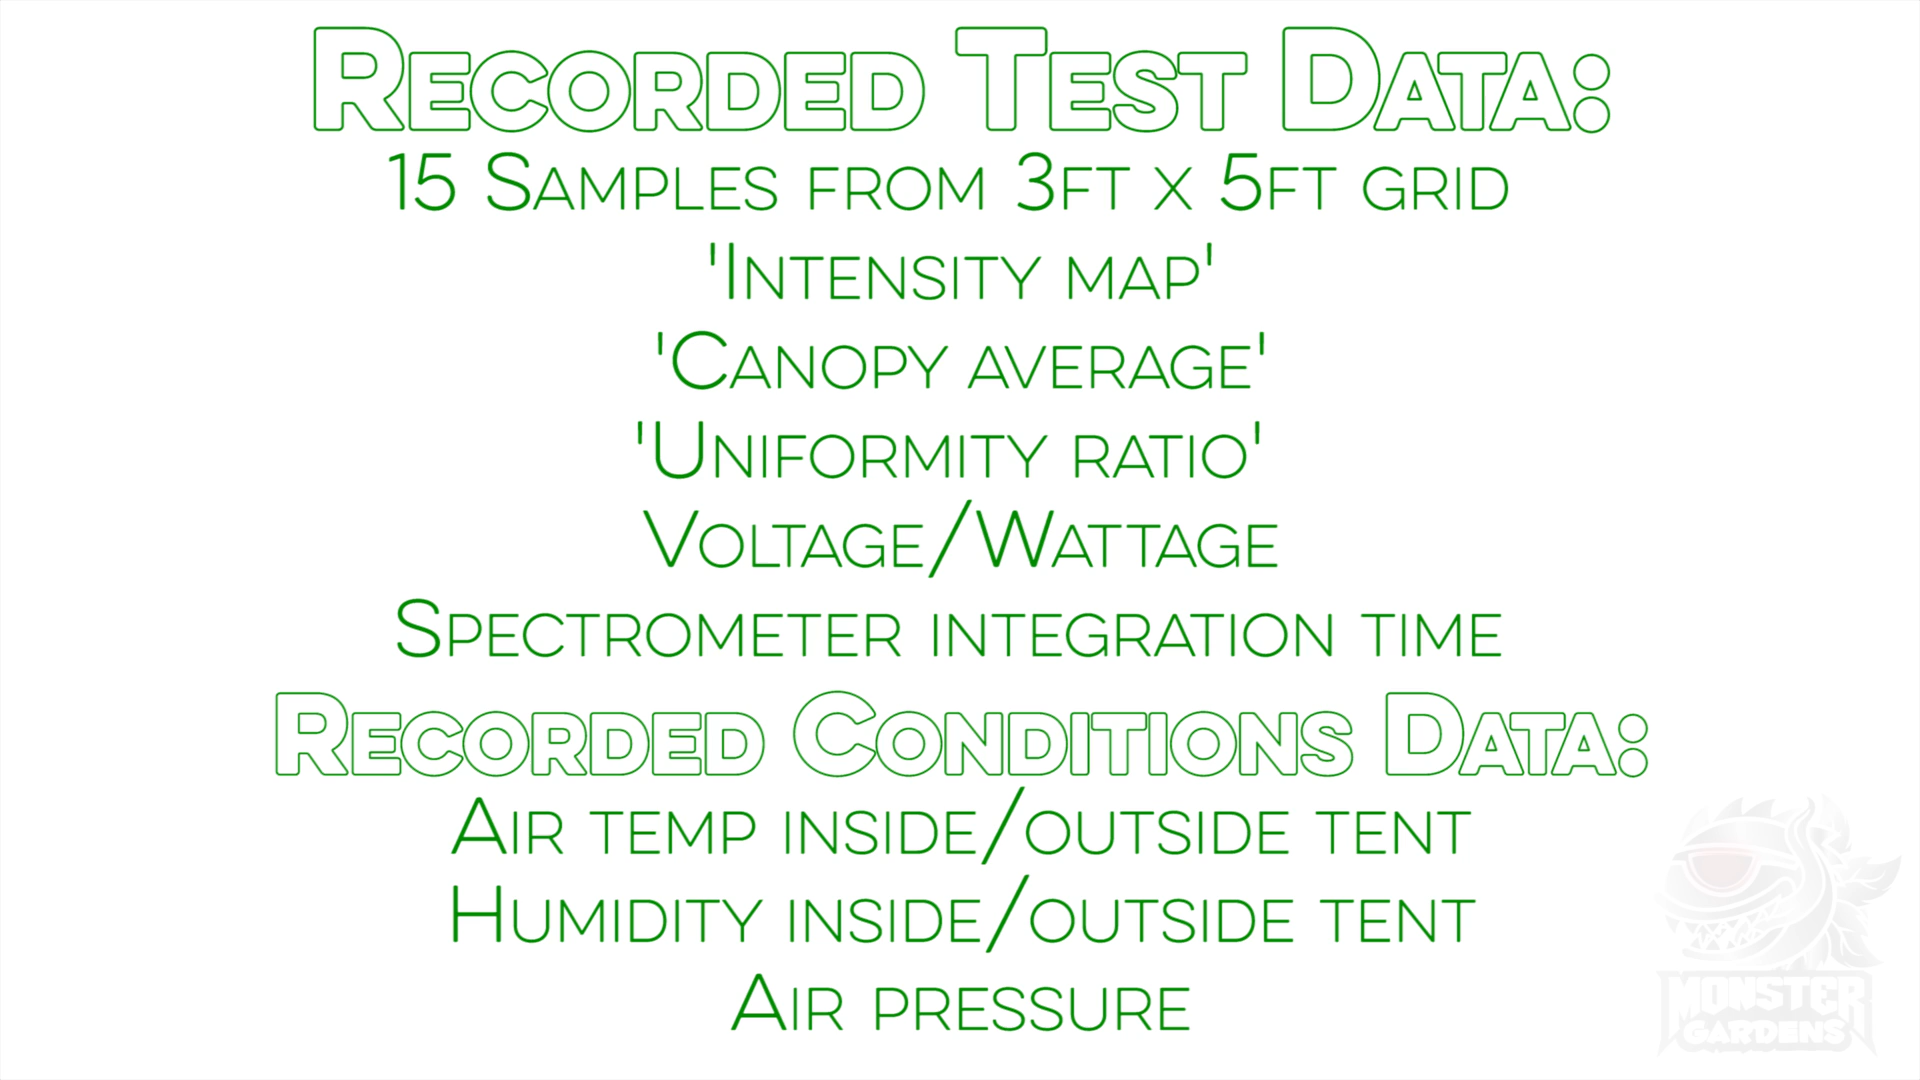 Recorded Test Data:
15 Samples from 3ft x 5ft grid
'Intensity map'
'Canopy average'
'Uniformity ratio'
Voltage/Wattage
Spectrometer integration time
Recorded Conditions Data:
Air temp inside/outside tent
Humidity inside/outside tent
Air pressure
MONSTER
GARDENS